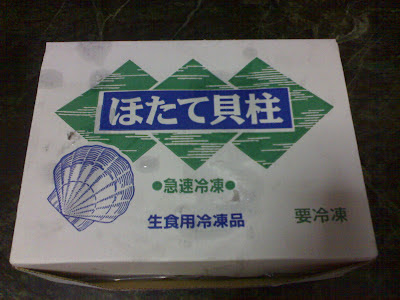 ほたて貝柱
●急速冷凍●
生食用冷凍品
要冷凍